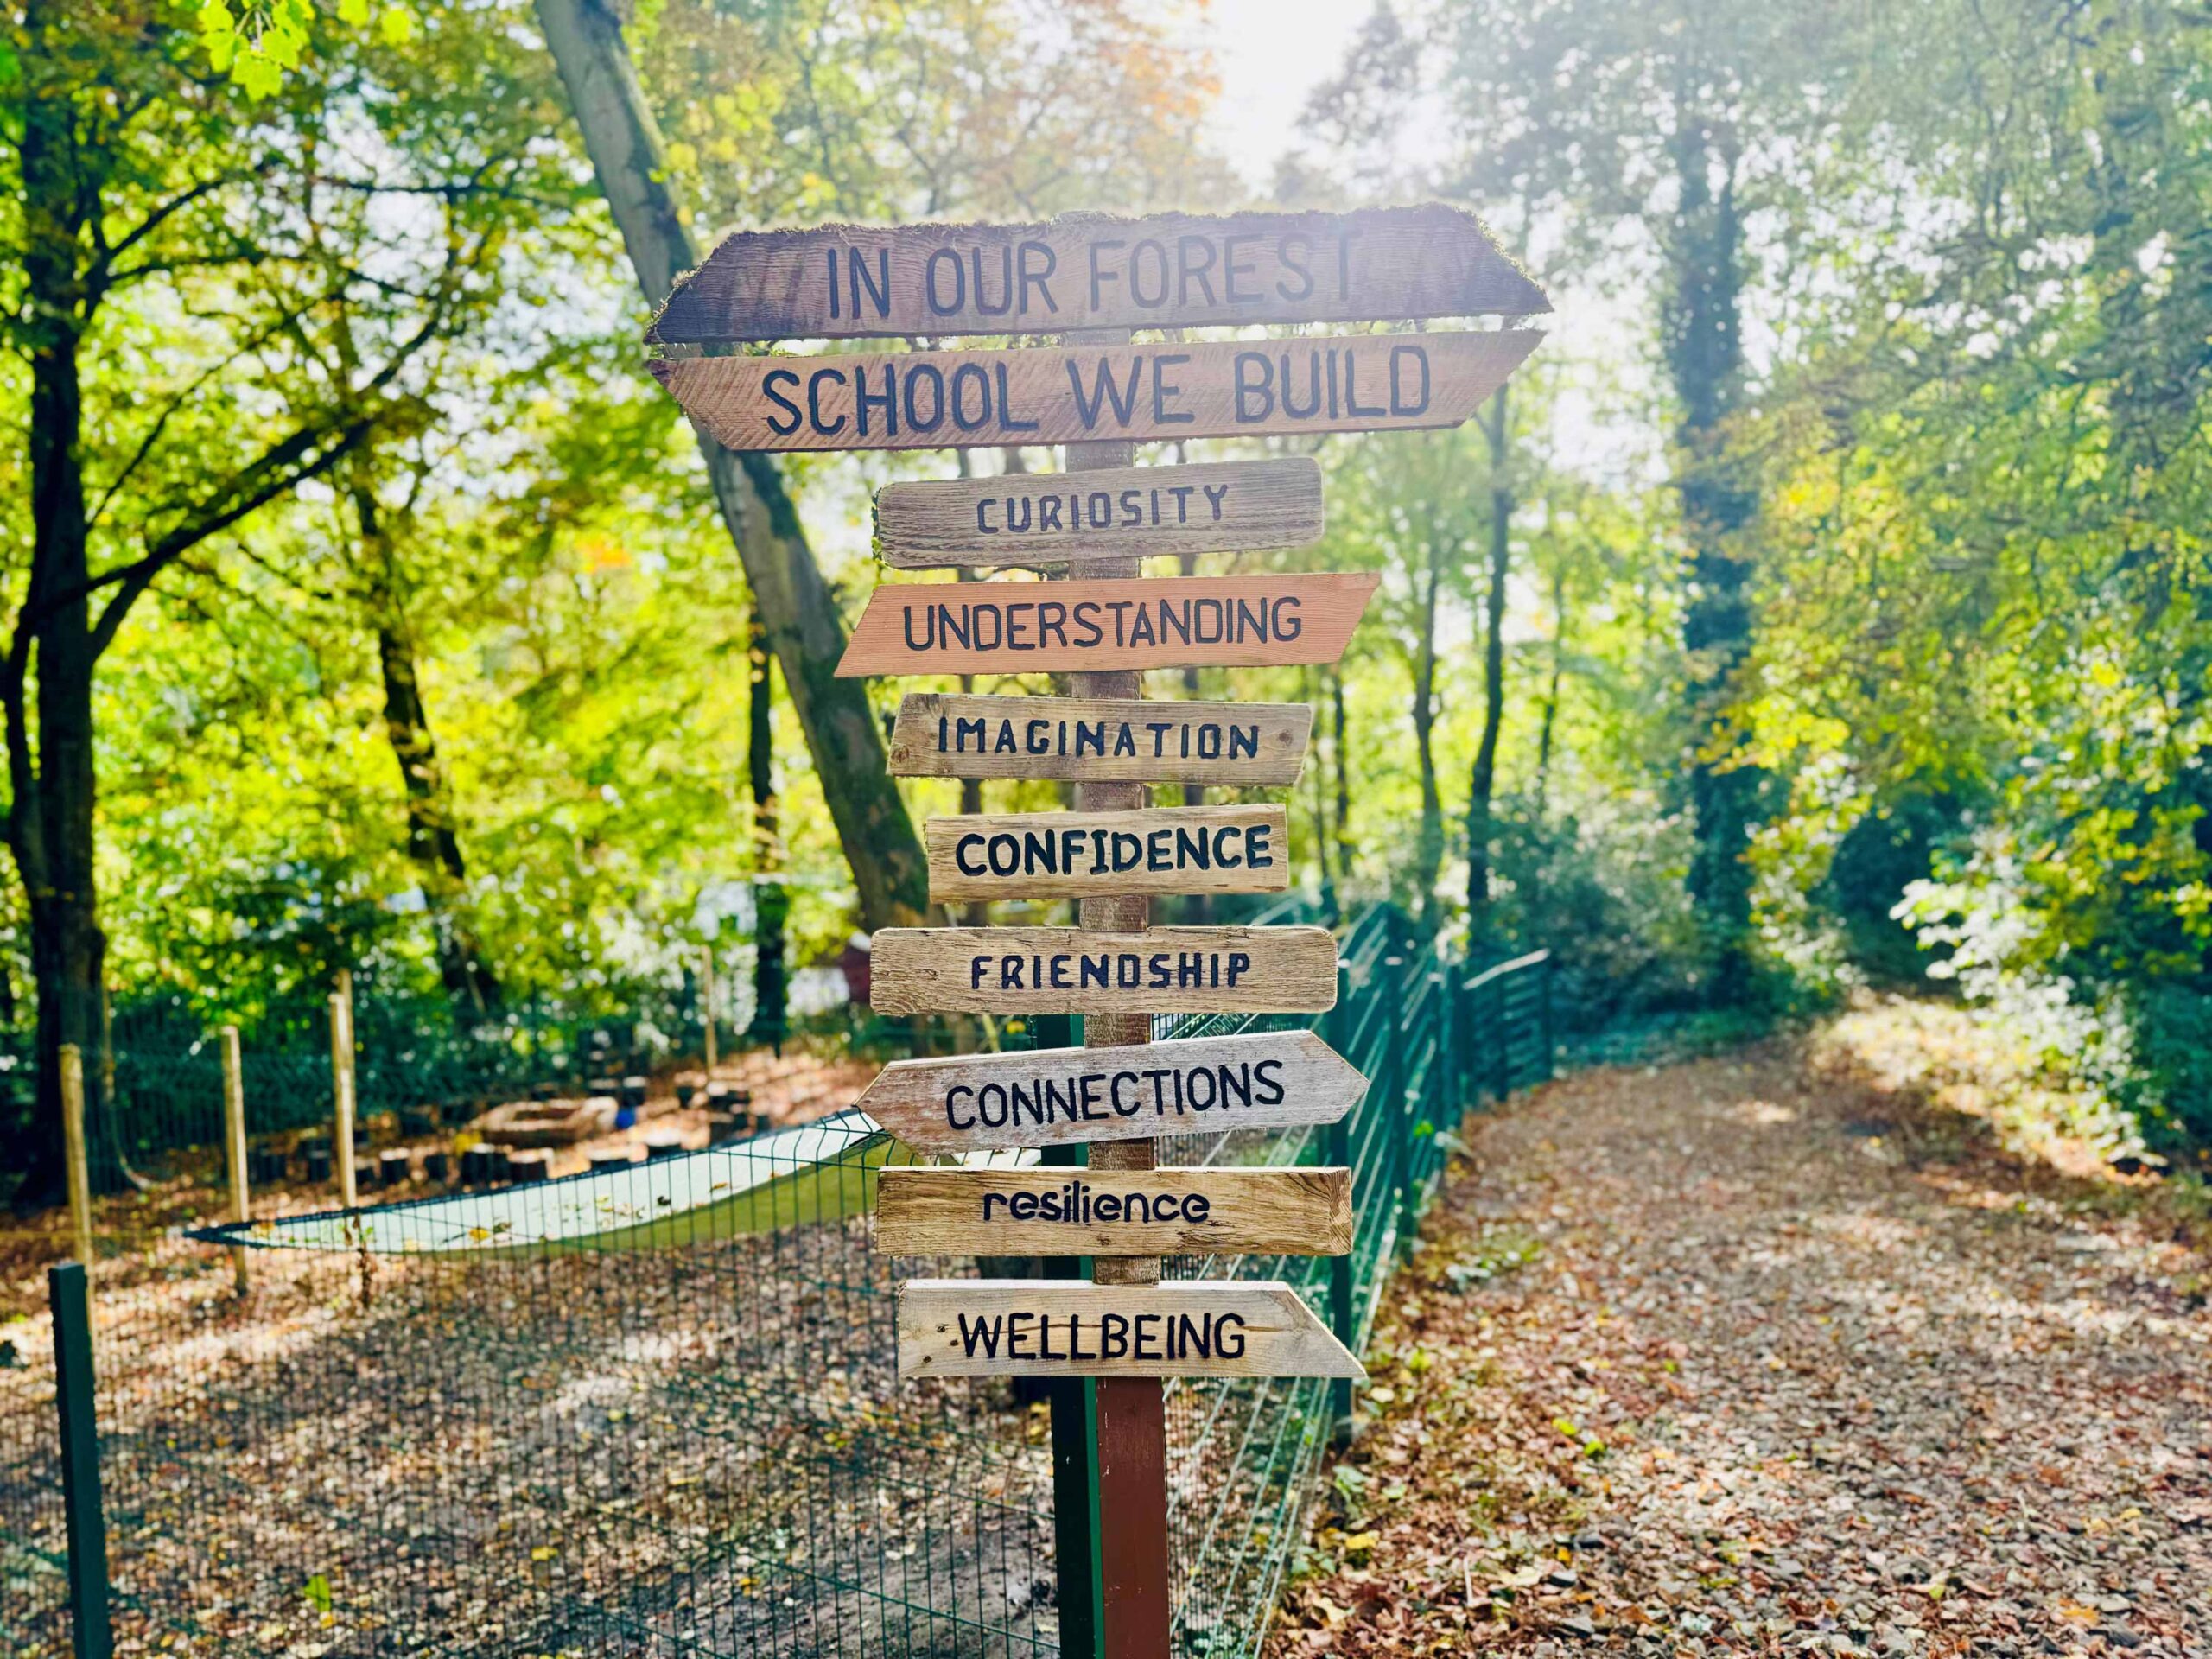 IN OUR FOREST
SCHOOL WE BUILD
CURIOSITY
UNDERSTANDING
IMAGINATION
CONFIDENCE
FRIENDSHIP
CONNECTIONS
resilience
WELLBEING